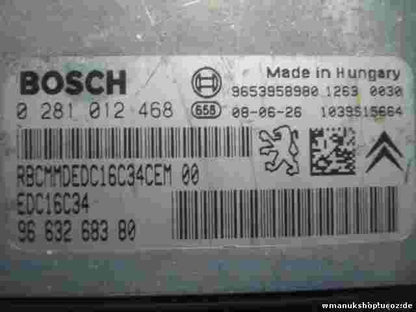 BOSCH
Made in Hungary
9653958980 1263 0030
0 281 012 468
658
08-06-26 1039S15664
RBCMMDEDC16C34CEM 00
EDC16C34-
96 632 683 80